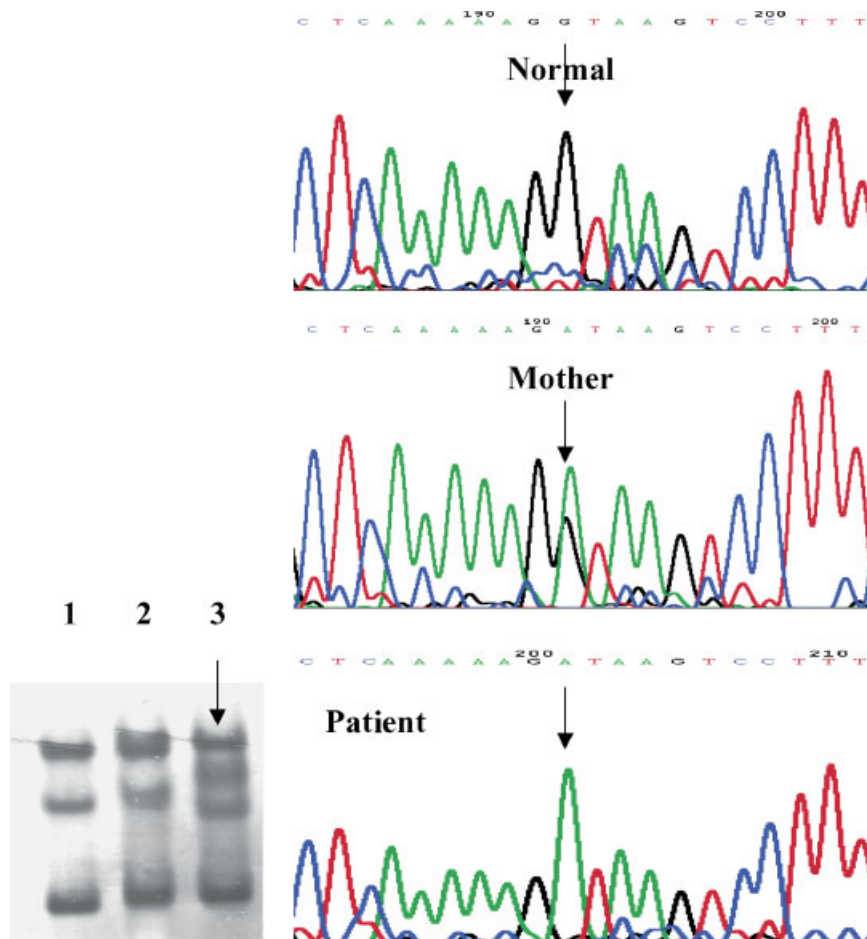 190 200
C T C A A A A A G G T A A G T C C T T T
Normal
190 200
C T C A A A A A G A T A A G T C C T T T
Mother
1 2 3
200 210
C T C A A A A A G A T A A G T C C T T T
Patient